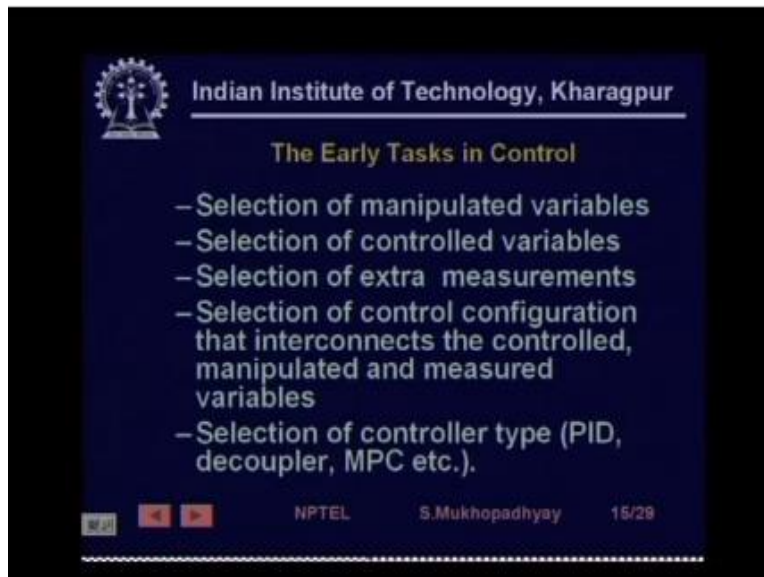 Indian Institute of Technology, Kharagpur
The Early Tasks in Control
–Selection of manipulated variables
–Selection of controlled variables
–Selection of extra measurements
–Selection of control configuration
that interconnects the controlled,
manipulated and measured
variables
–Selection of controller type (PID,
decoupler, MPC etc.).
NPTEL S.Mukhopadhyay 15/29